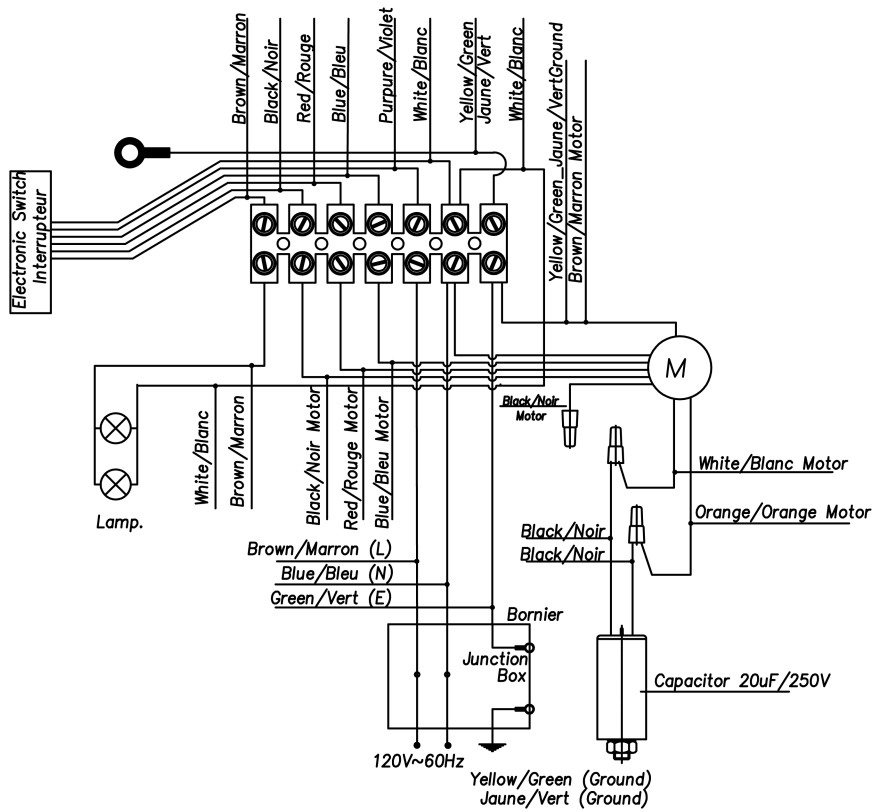 Brown/Marron
Black/Noir
Red/Rouge
Blue/Bleu
Purpure/Violet
White/Blanc
Yellow/Green
Jaune/Vert
White/Blanc
Yellow/Green_Jaune/VertGround
Brown/Marron Motor
Electronic Switch
Interrupteur
M
Black/Noir
Motor
White/Blanc
Brown/Marron
Black/Noir Motor
Red/Rouge Motor
Blue/Bleu Motor
Lamp.
White/Blanc Motor
Orange/Orange Motor
Black/Noir
Black/Noir
Brown/Marron (L)
Blue/Bleu (N)
Green/Vert (E)
Bornier
Junction
Box
Capacitor 20uF/250V
120V~60Hz
Yellow/Green (Ground)
Jaune/Vert (Ground)